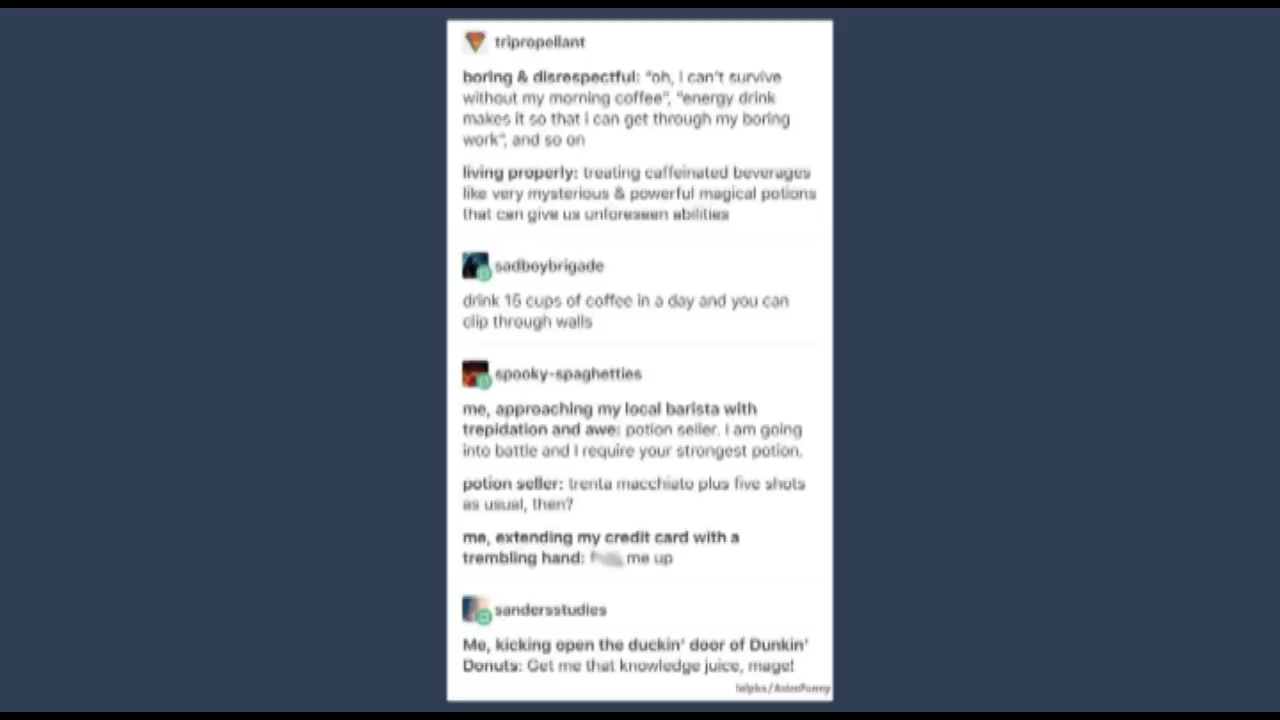 tripropellant
boring & disrespectful: "oh, i can't survive
without my morning coffee", "energy drink
makes it so that i can get through my boring
work", and so on
living properly: treating caffeinated beverages
like very mysterious & powerful magical potions
that can give us unforeseen abilities
sadboybrigade
drink 15 cups of coffee in a day and you can
clip through walls
spooky-spaghetties
me, approaching my local barista with
trepidation and awe: potion seller. I am going
into battle and I require your strongest potion.
potion seller: trenta macchiato plus five shots
as usual, then?
me, extending my credit card with a
trembling hand: me up
sandersstudies
Me, kicking open the duckin' door of Dunkin'
Donuts: Get me that knowledge juice, mage!